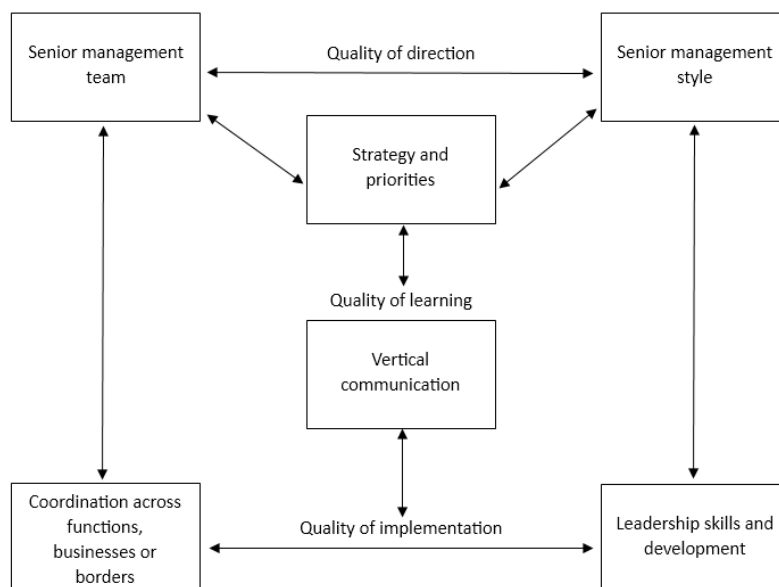 Senior management
team
Quality of direction
Senior management
style
Strategy and
priorities
Quality of learning
Vertical
communication
Coordination across
functions,
businesses or
borders
Quality of implementation
Leadership skills and
development